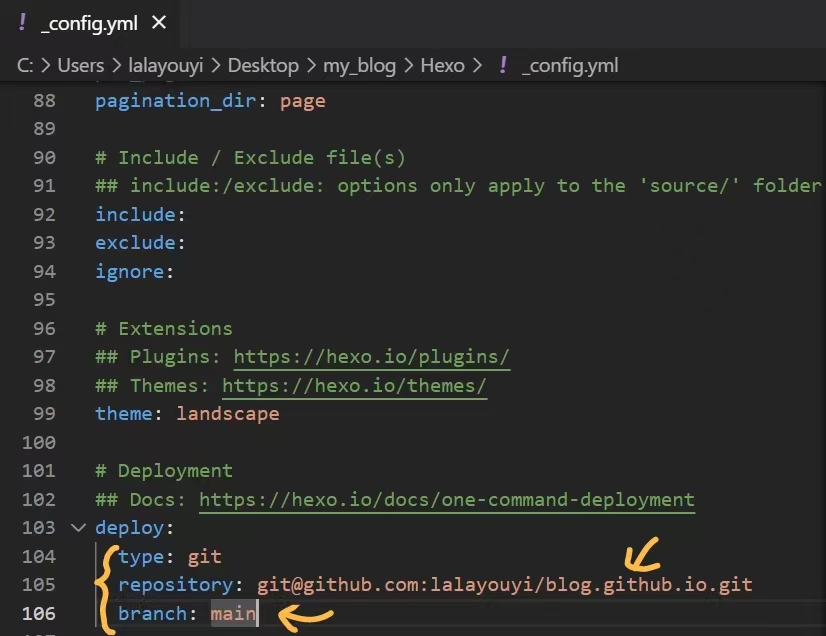 ! _config.yml ×
C: > Users > lalayouyi > Desktop > my_blog > Hexo > ! _config.yml
88 pagination_dir: page
89
90 # Include / Exclude file(s)
91 ## include:/exclude: options only apply to the 'source/' folder
92 include:
93 exclude:
94 ignore:
95
96 # Extensions
97 ## Plugins: https://hexo.io/plugins/
98 ## Themes: https://hexo.io/themes/
99 theme: landscape
100
101 # Deployment
102 ## Docs: https://hexo.io/docs/one-command-deployment
103 deploy:
104 type: git
105 repository: git@github.com:lalayouyi/blog.github.io.git
106 branch: main